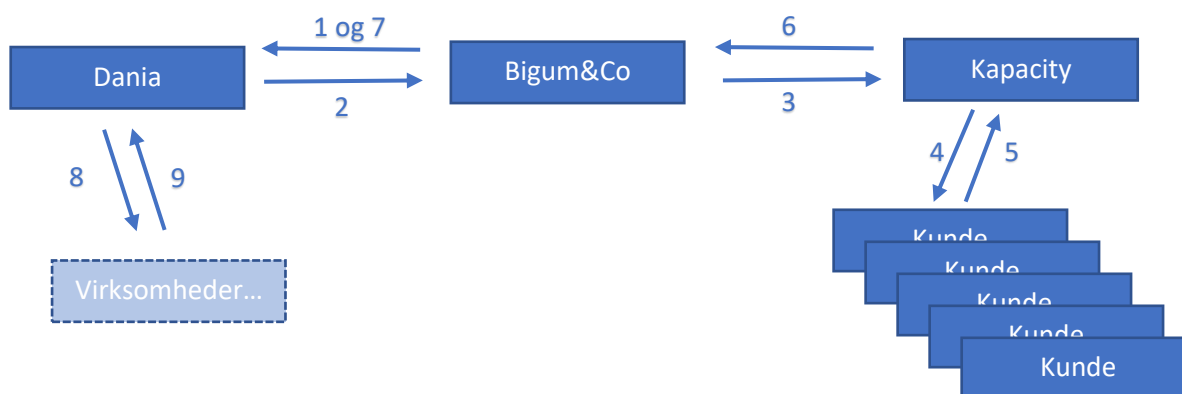 1 og 7
6
Dania
Bigum&Co
Kapacity
2
3
8
9
4
5
Kunde
Kunde
Kunde
Kunde
Kunde
Virksomheder...